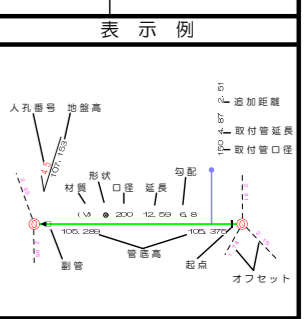 表示例
追加距離 2.51
取付管延長 4.87
取付管口径 150
人孔番号 地盤高
4.5 107.153
形状 勾配
材質 口径 延長
(V) 200 12.59 6.8
105.289 105.375
副管 管底高 起点
オフセット